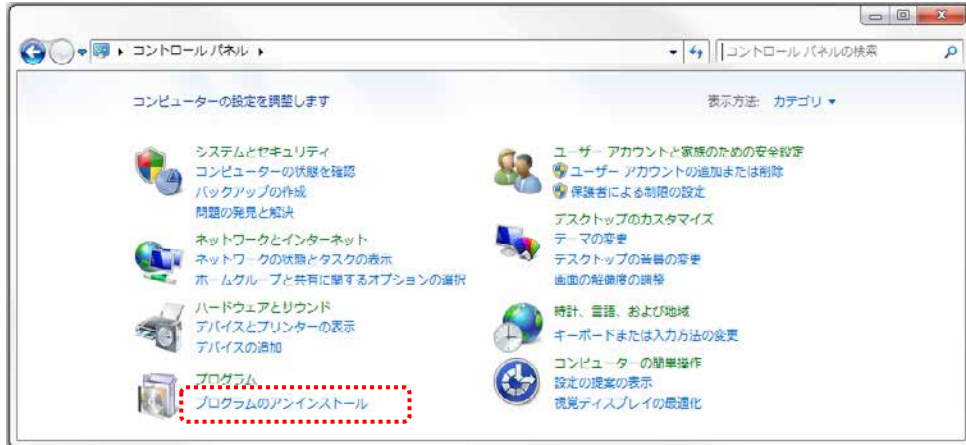 コントロール パネル
コントロール パネルの検索
コンピューターの設定を調整します
表示方法: カテゴリ
システムとセキュリティ
コンピューターの状態を確認
バックアップの作成
問題の発見と解決
ネットワークとインターネット
ネットワークの状態とタスクの表示
ホームグループと共有に関するオプションの選択
ハードウェアとサウンド
デバイスとプリンターの表示
デバイスの追加
プログラム
プログラムのアンインストール
ユーザー アカウントと家族のための安全設定
ユーザー アカウントの追加または削除
保護者による制限の設定
デスクトップのカスタマイズ
テーマの変更
デスクトップの背景の変更
画面の解像度の調整
時計、言語、および地域
キーボードまたは入力方法の変更
コンピューターの簡単操作
設定の提案の表示
視覚ディスプレイの最適化